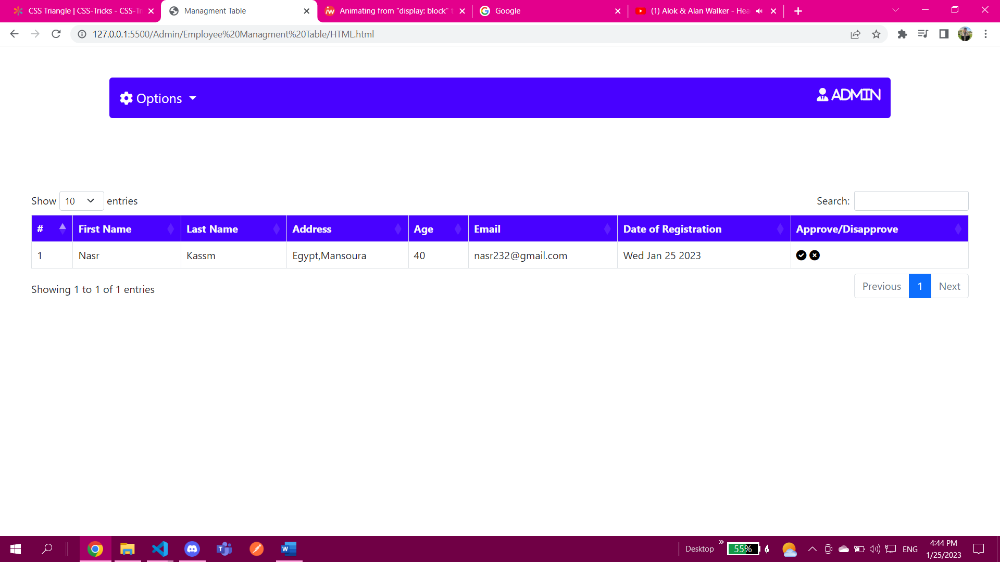 CSS Triangle | CSS-Tricks - CSS-Tr
Managment Table
Animating from "display: block" t
Google
(1) Alok & Alan Walker - Hea
127.0.0.1:5500/Admin/Employee%20Managment%20Table/HTML.html
Options
ADMIN
Show 10 entries
Search:
# First Name Last Name Address Age Email Date of Registration Approve/Disapprove
1 Nasr Kassm Egypt,Mansoura 40 nasr232@gmail.com Wed Jan 25 2023
Showing 1 to 1 of 1 entries
Previous 1 Next
Desktop
55%
ENG
4:44 PM
1/25/2023